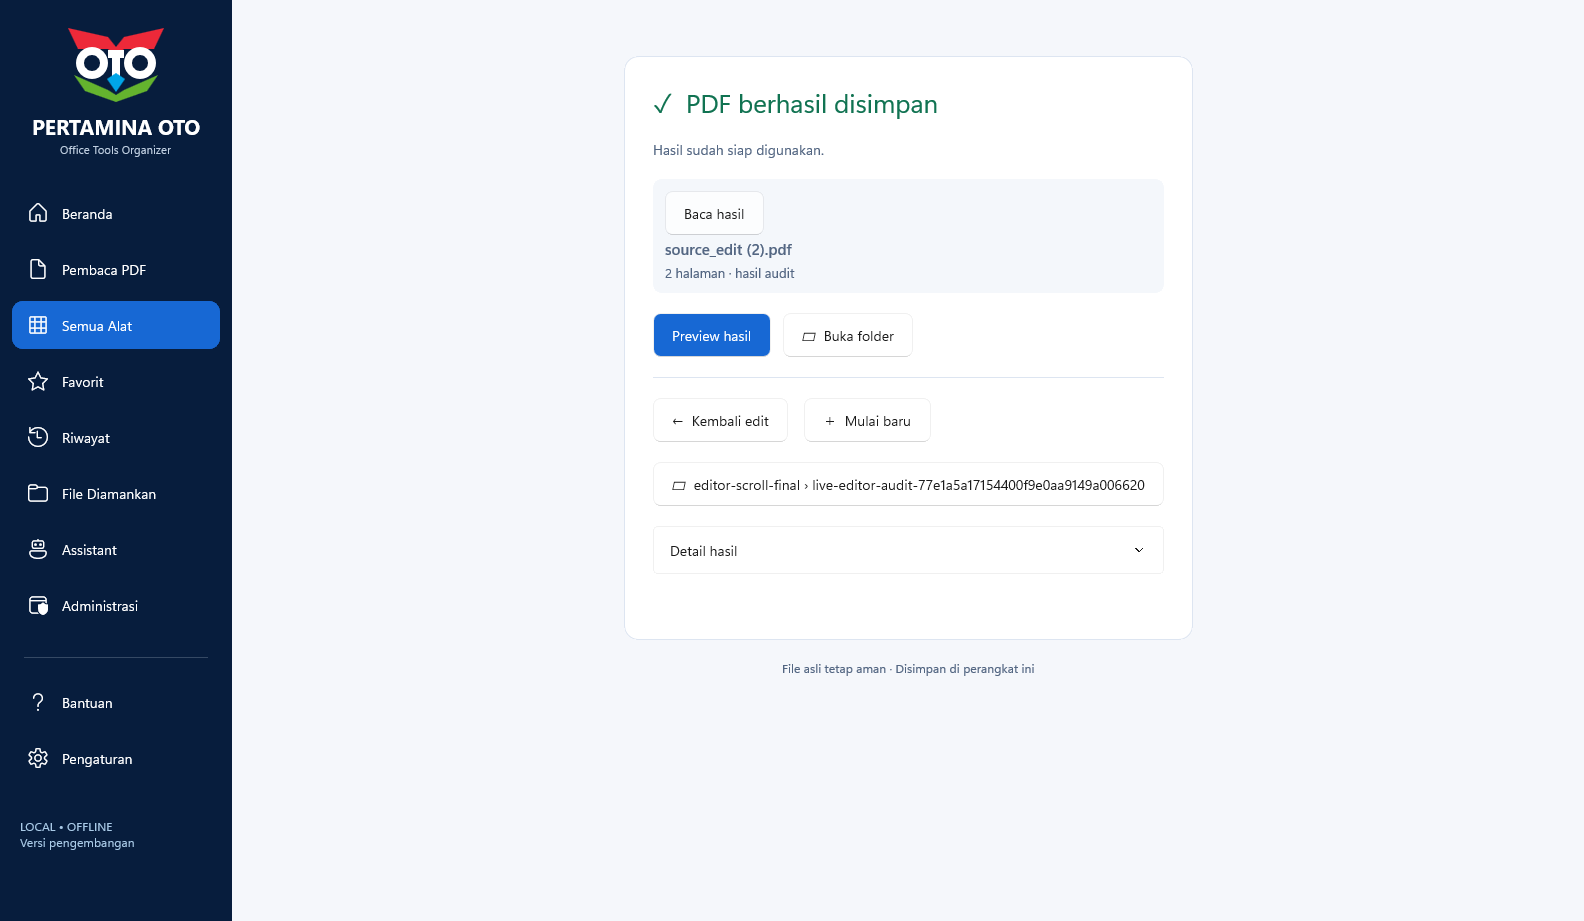 OTO
PERTAMINA OTO
Office Tools Organizer
Beranda
Pembaca PDF
Semua Alat
Favorit
Riwayat
File Diamankan
Assistant
Administrasi
Bantuan
Pengaturan
LOCAL • OFFLINE
Versi pengembangan
✓ PDF berhasil disimpan
Hasil sudah siap digunakan.
Baca hasil
source_edit (2).pdf
2 halaman · hasil audit
Preview hasil
Buka folder
← Kembali edit
+ Mulai baru
editor-scroll-final › live-editor-audit-77e1a5a17154400f9e0aa9149a006620
Detail hasil
File asli tetap aman · Disimpan di perangkat ini